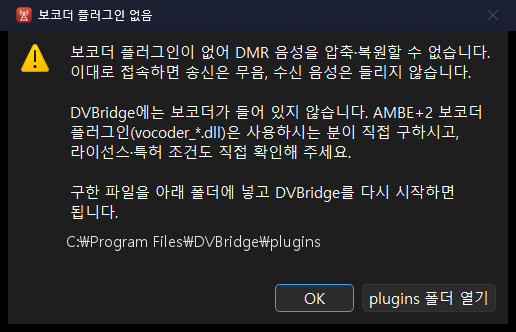 보코더 플러그인 없음
보코더 플러그인이 없어 DMR 음성을 압축·복원할 수 없습니다.
이대로 접속하면 송신은 무음, 수신 음성은 들리지 않습니다.
DVBridge에는 보코더가 들어 있지 않습니다. AMBE+2 보코더
플러그인(vocoder_*.dll)은 사용하시는 분이 직접 구하시고,
라이선스·특허 조건도 직접 확인해 주세요.
구한 파일을 아래 폴더에 넣고 DVBridge를 다시 시작하면
됩니다.
C:₩Program Files₩DVBridge₩plugins
OK
plugins 폴더 열기